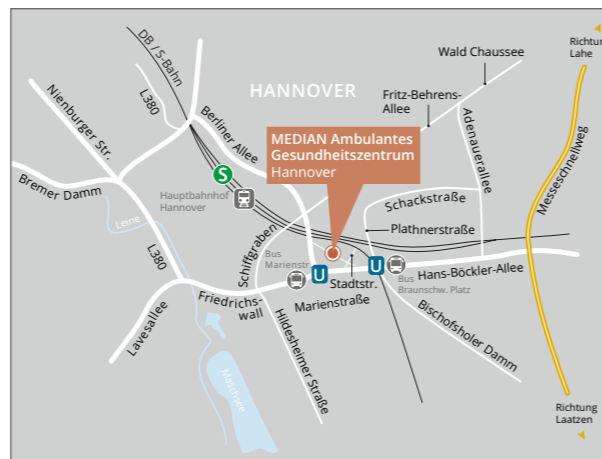 DB / S-Bahn
Wald Chaussee
Richtun
Lahe
HANNOVER
L380
Fritz-Behrens-
Allee
Nienburger Str.
Berliner Allee
Adenauerallee
MEDIAN Ambulantes
Gesundheitszentrum
Hannover
Messeschnellweg
S
Bremer Damm
Hauptbahnhof
Hannover
Schackstraße
Leine
Plathnerstraße
L380
Schiffgraben
Bus
Marienstr.
U
U
Hans-Böckler-Allee
Stadtstr.
Bus
Braunschw. Platz
Friedrichs-
wall
Marienstraße
Lavesallee
Hildesheimer Straße
Bischofsholer Damm
Maschsee
Richtung
Laatzen